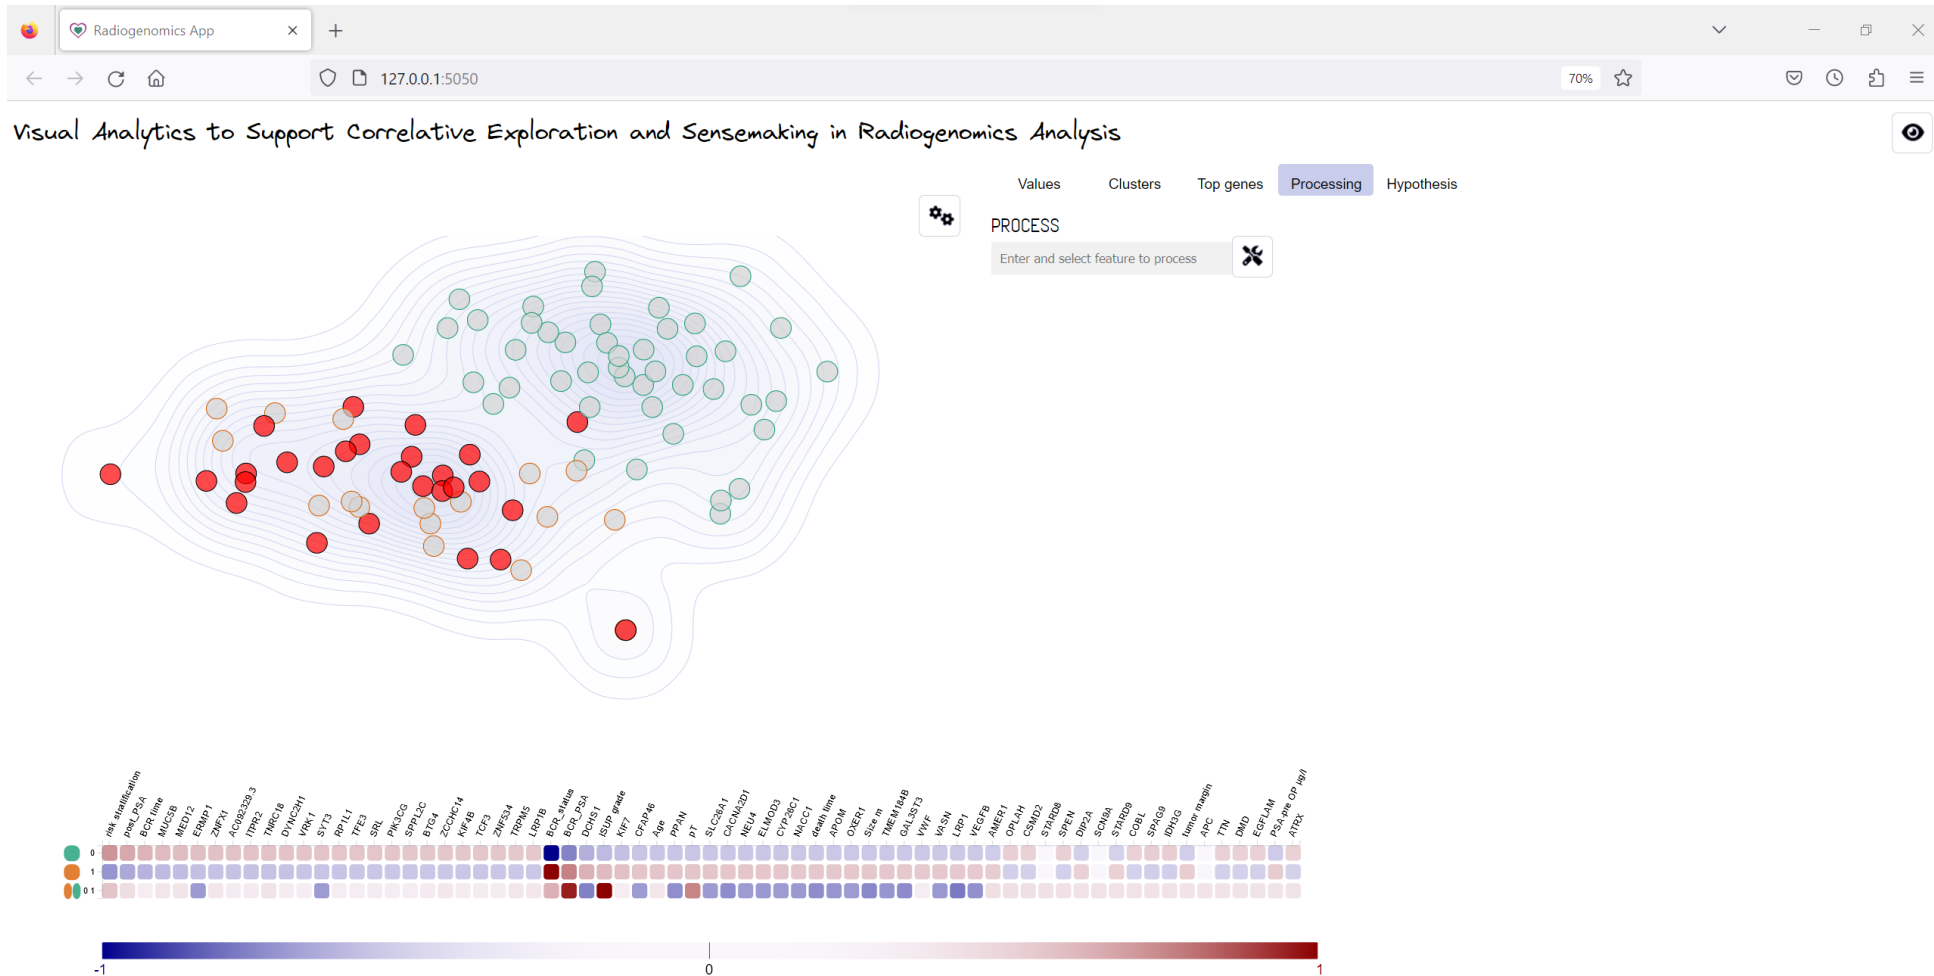 Radiogenomics App
127.0.0.1:5050
70%
Visual Analytics to Support Correlative Exploration and Sensemaking in Radiogenomics Analysis
Values Clusters Top genes Processing Hypothesis
PROCESS
Enter and select feature to process
risk stratification
post_PSA
BCR time
MUC5B
MED12
ERMP1
ZNFX1
AC092329.3
ITPR2
TNRC18
DYNC2H1
VRK1
SYT3
RP1L1
TFE3
SRL
PIK3CG
SPPL2C
BTG4
ZCCHC14
KIF4B
TCF3
ZNF534
TRPM5
LRP1B
BCR_status
BCR_PSA
DCHS1
ISUP grade
KIF7
CFAP46
Age
PPAN
pT
SLC26A1
CACNA2D1
NEU4
ELMOD3
CYP26C1
NACC1
death time
APOM
OXER1
Size m
TMEM184B
GAL3ST3
VWF
VASN
LRP1
VEGFB
AMER1
OPLAH
CSMD2
STARD8
SPEN
DIP2A
SCN9A
STARD9
COBL
SPAG9
IDH3G
tumor margin
APC
TTN
DMD
EGFLAM
PSA-pre OP ug/l
ATRX
0
1
0 1
-1 0 1